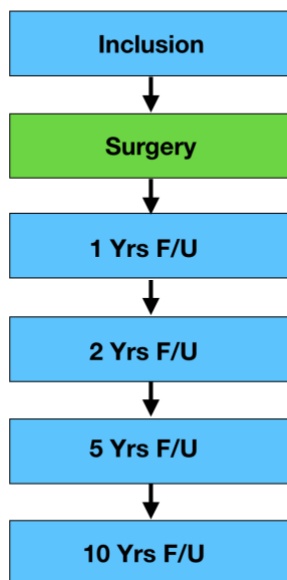 Inclusion
Surgery
1 Yrs F/U
2 Yrs F/U
5 Yrs F/U
10 Yrs F/U